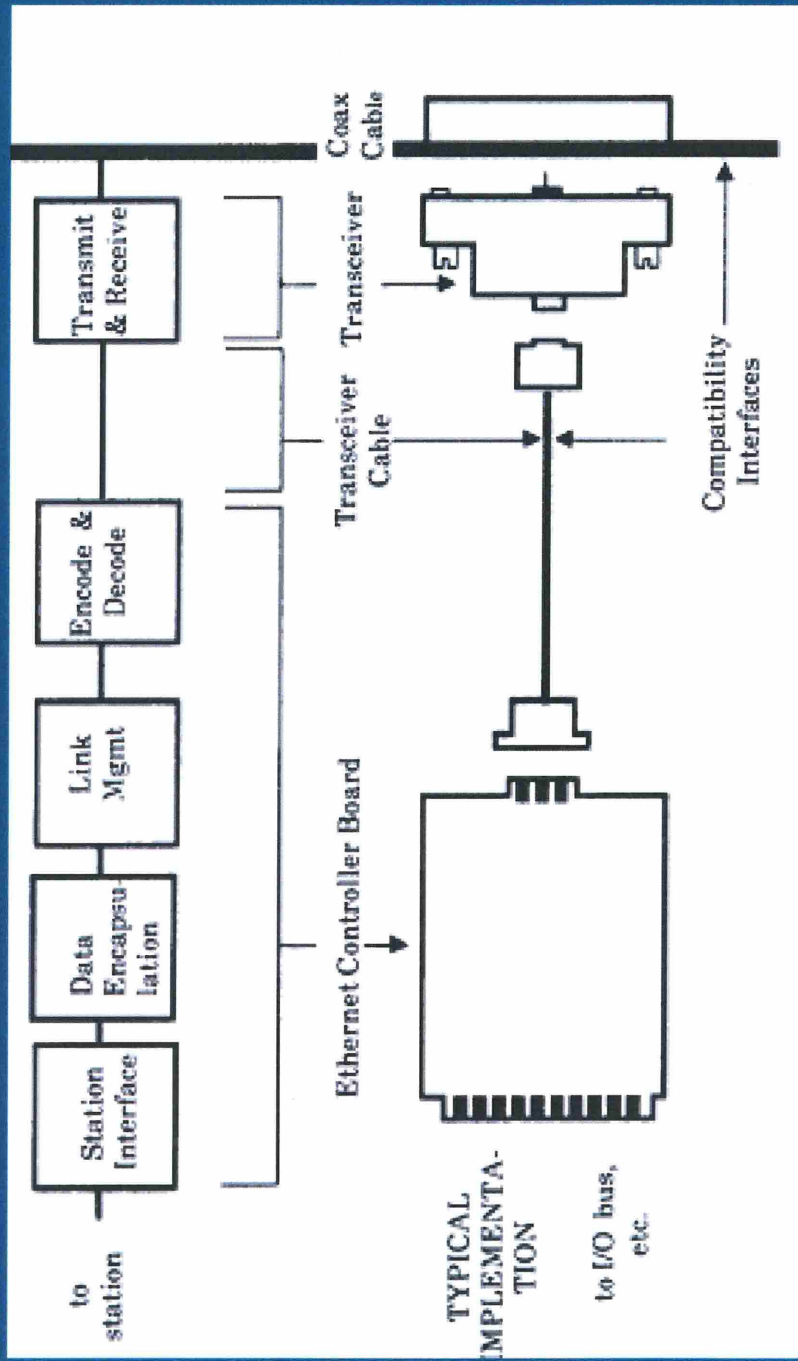 to
station
Station
Interface
Data
Encapsu-
lation
Link
Mgmt
Encode &
Decode
Transmit
& Receive
Ethernet Controller Board
Transceiver
Cable
Transceiver
Coax
Cable
TYPICAL
IMPLEMENTA-
TION
to I/O bus,
etc.
Compatibility
Interfaces